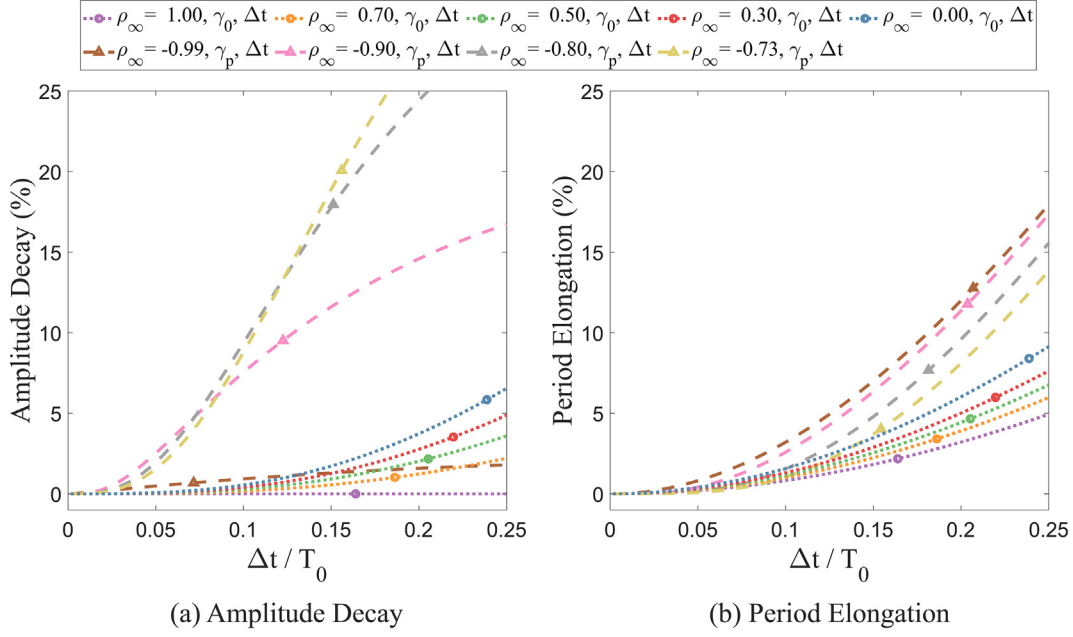 ρ∞= 1.00, γ0, Δt ρ∞= 0.70, γ0, Δt ρ∞= 0.50, γ0, Δt ρ∞= 0.30, γ0, Δt ρ∞= 0.00, γ0, Δt
ρ∞= -0.99, γp, Δt ρ∞= -0.90, γp, Δt ρ∞= -0.80, γp, Δt ρ∞= -0.73, γp, Δt
Amplitude Decay (%)
25
20
15
10
5
0
0 0.05 0.1 0.15 0.2 0.25
Δt / T0
(a) Amplitude Decay
Period Elongation (%)
25
20
15
10
5
0
0 0.05 0.1 0.15 0.2 0.25
Δt / T0
(b) Period Elongation